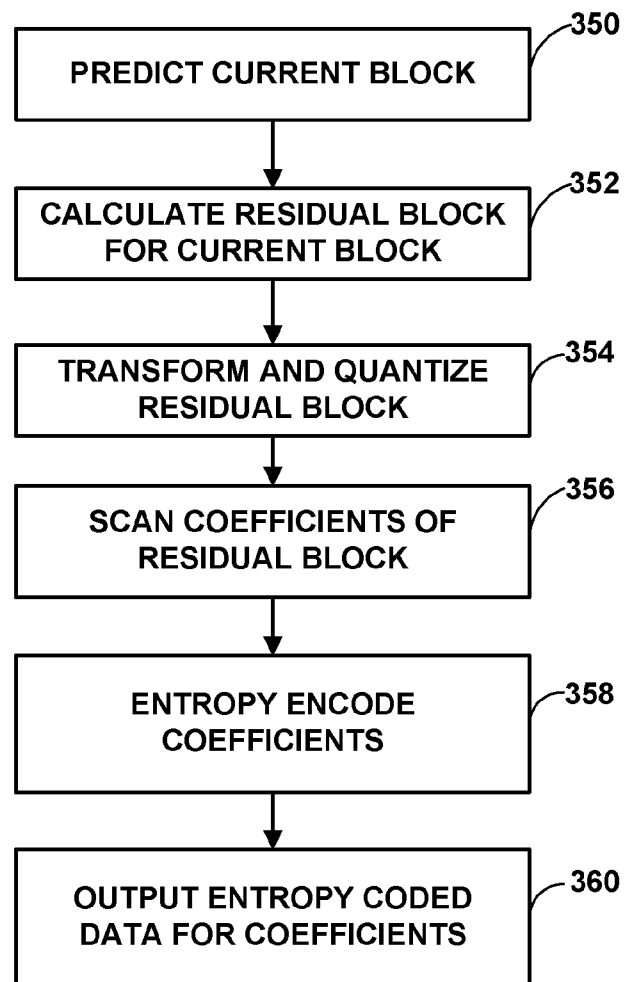 350
PREDICT CURRENT BLOCK
352
CALCULATE RESIDUAL BLOCK
FOR CURRENT BLOCK
354
TRANSFORM AND QUANTIZE
RESIDUAL BLOCK
356
SCAN COEFFICIENTS OF
RESIDUAL BLOCK
358
ENTROPY ENCODE
COEFFICIENTS
360
OUTPUT ENTROPY CODED
DATA FOR COEFFICIENTS